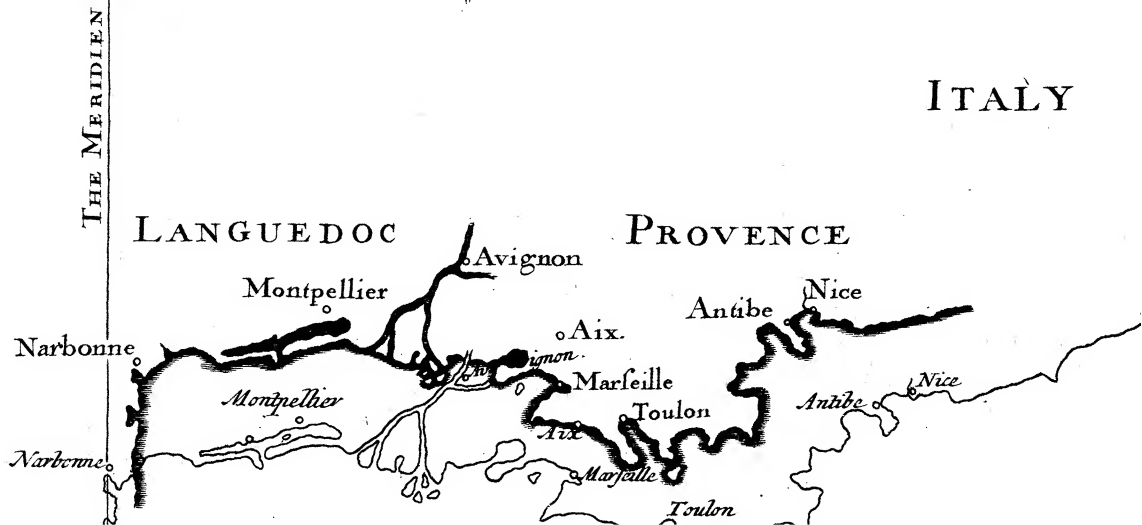 THE MERIDIEN
ITALY
LANGUEDOC
PROVENCE
Avignon
Montpellier
Nice
Antibe
Aix.
Narbonne
Marſeille
Montpellier
Nice
Antibe
Toulon
Aix
Narbonne
Marſeille
Toulon